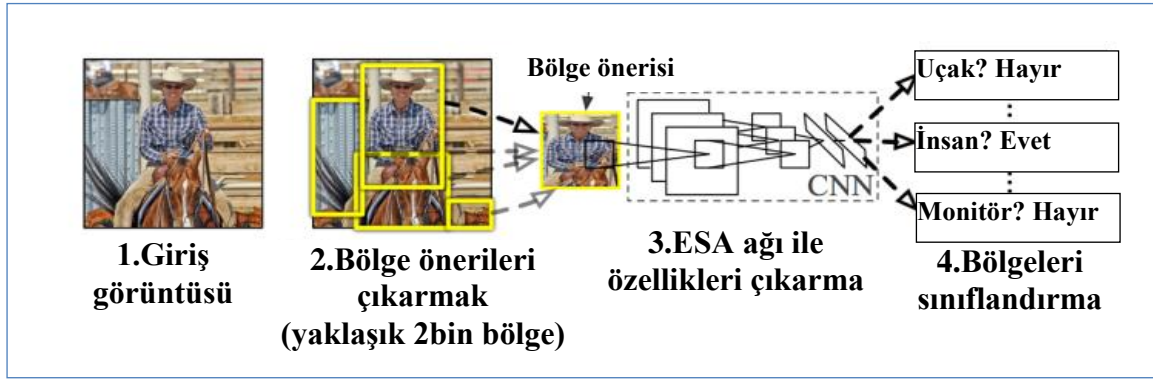 Bölge önerisi
Uçak? Hayır
İnsan? Evet
Monitör? Hayır
CNN
1.Giriş
görüntüsü
2.Bölge önerileri
çıkarmak
(yaklaşık 2bin bölge)
3.ESA ağı ile
özellikleri çıkarma
4.Bölgeleri
sınıflandırma